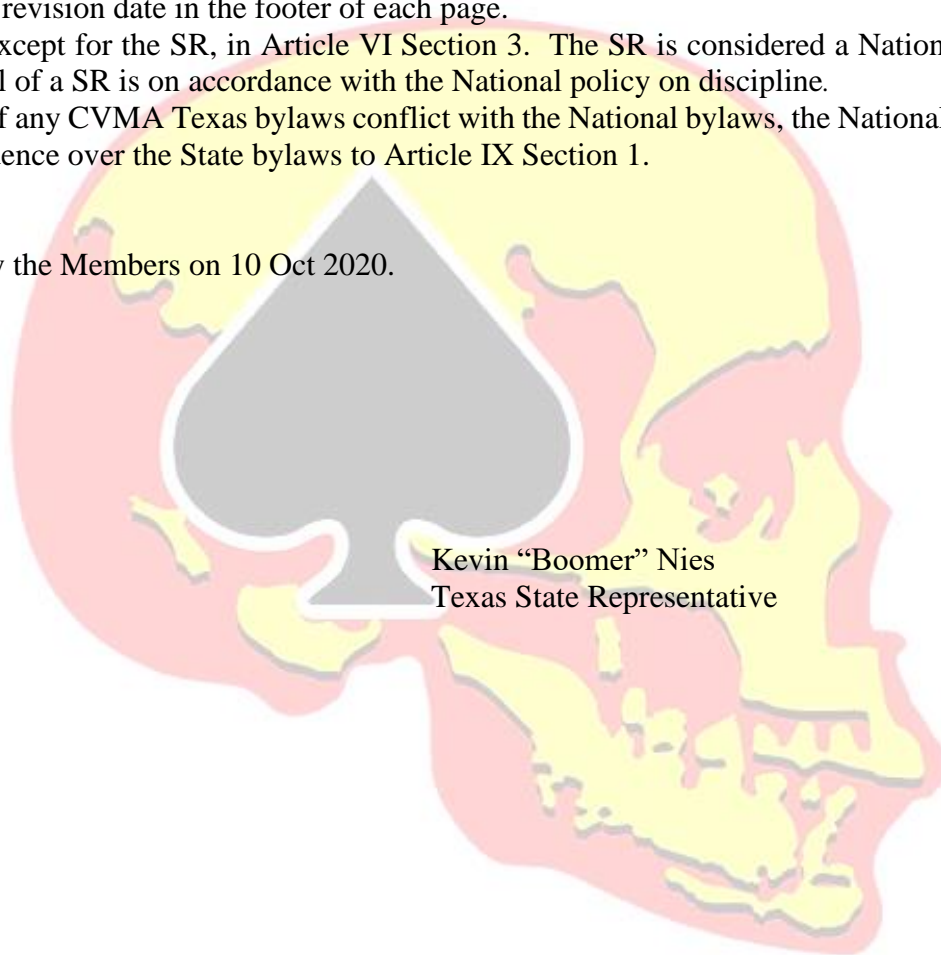 revision date in the footer of each page.
xcept for the SR, in Article VI Section 3. The SR is considered a Nation
l of a SR is on accordance with the National policy on discipline.
f any CVMA Texas bylaws conflict with the National bylaws, the National
ence over the State bylaws to Article IX Section 1.
y the Members on 10 Oct 2020.
Kevin “Boomer” Nies
Texas State Representative